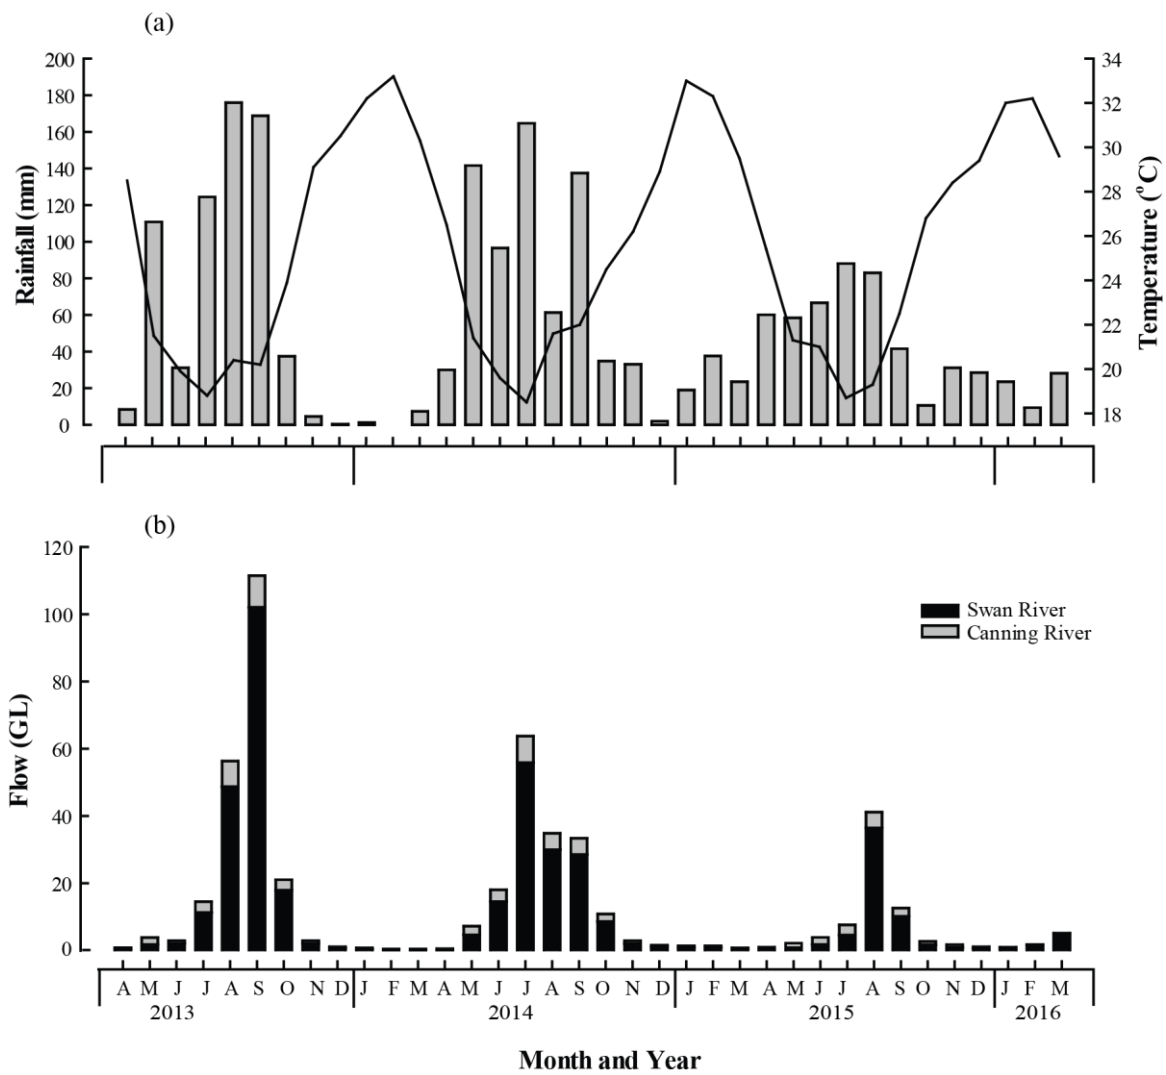 (a)
200
180
160
140
120
100
80
60
40
20
0
Rainfall (mm)
34
32
30
28
26
24
22
20
18
Temperature (°C)
(b)
120
100
80
60
40
20
0
Flow (GL)
Swan River
Canning River
A M J J A S O N D J F M A M J J A S O N D J F M A M J J A S O N D J F M
2013 2014 2015 2016
Month and Year